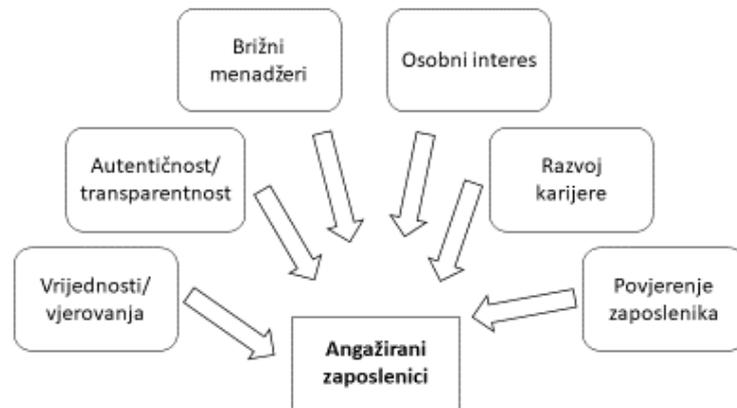 Brižni
menadžeri
Osobni interes
Autentičnost/
transparentnost
Razvoj
karijere
Vrijednosti/
vjerovanja
Povjerenje
zaposlenika
Angažirani
zaposlenici